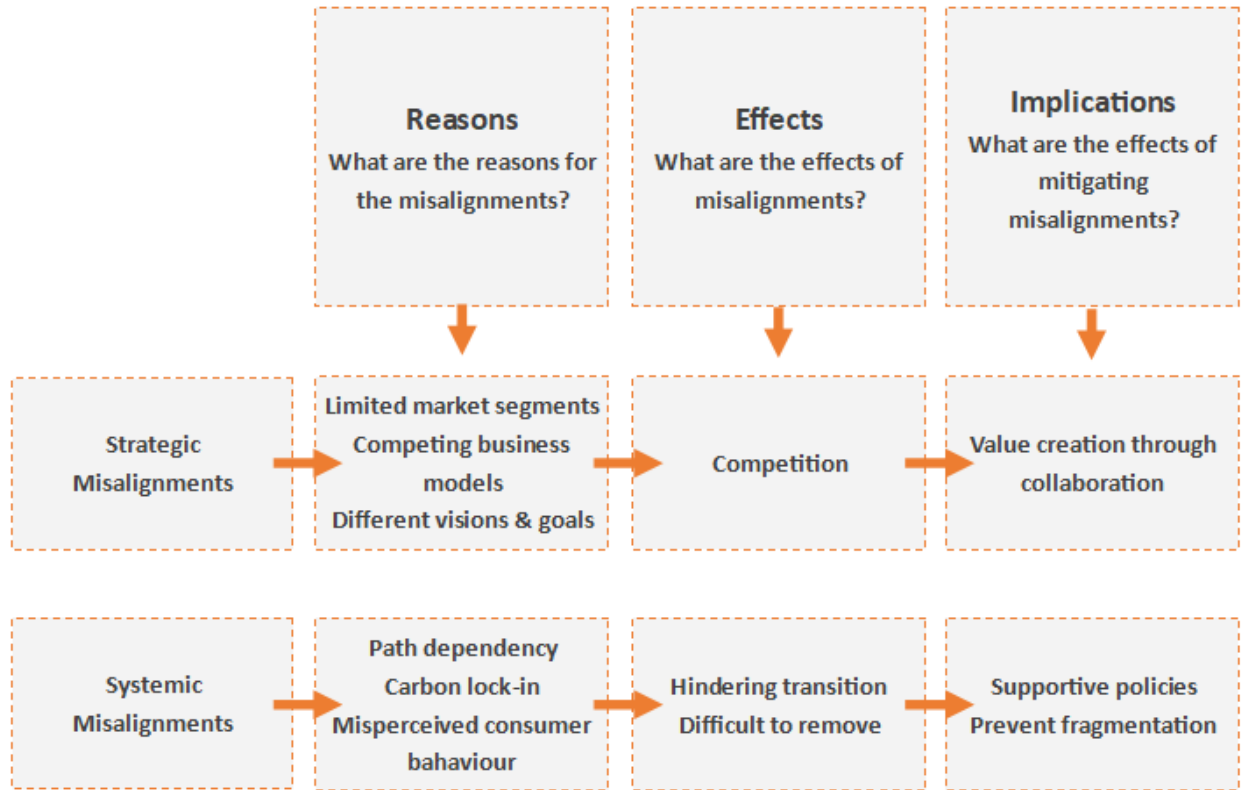 Reasons
What are the reasons for
the misalignments?
Effects
What are the effects of
misalignments?
Implications
What are the effects of
mitigating
misalignments?
Strategic
Misalignments
Limited market segments
Competing business
models
Different visions & goals
Competition
Value creation through
collaboration
Systemic
Misalignments
Path dependency
Carbon lock-in
Misperceived consumer
bahaviour
Hindering transition
Difficult to remove
Supportive policies
Prevent fragmentation